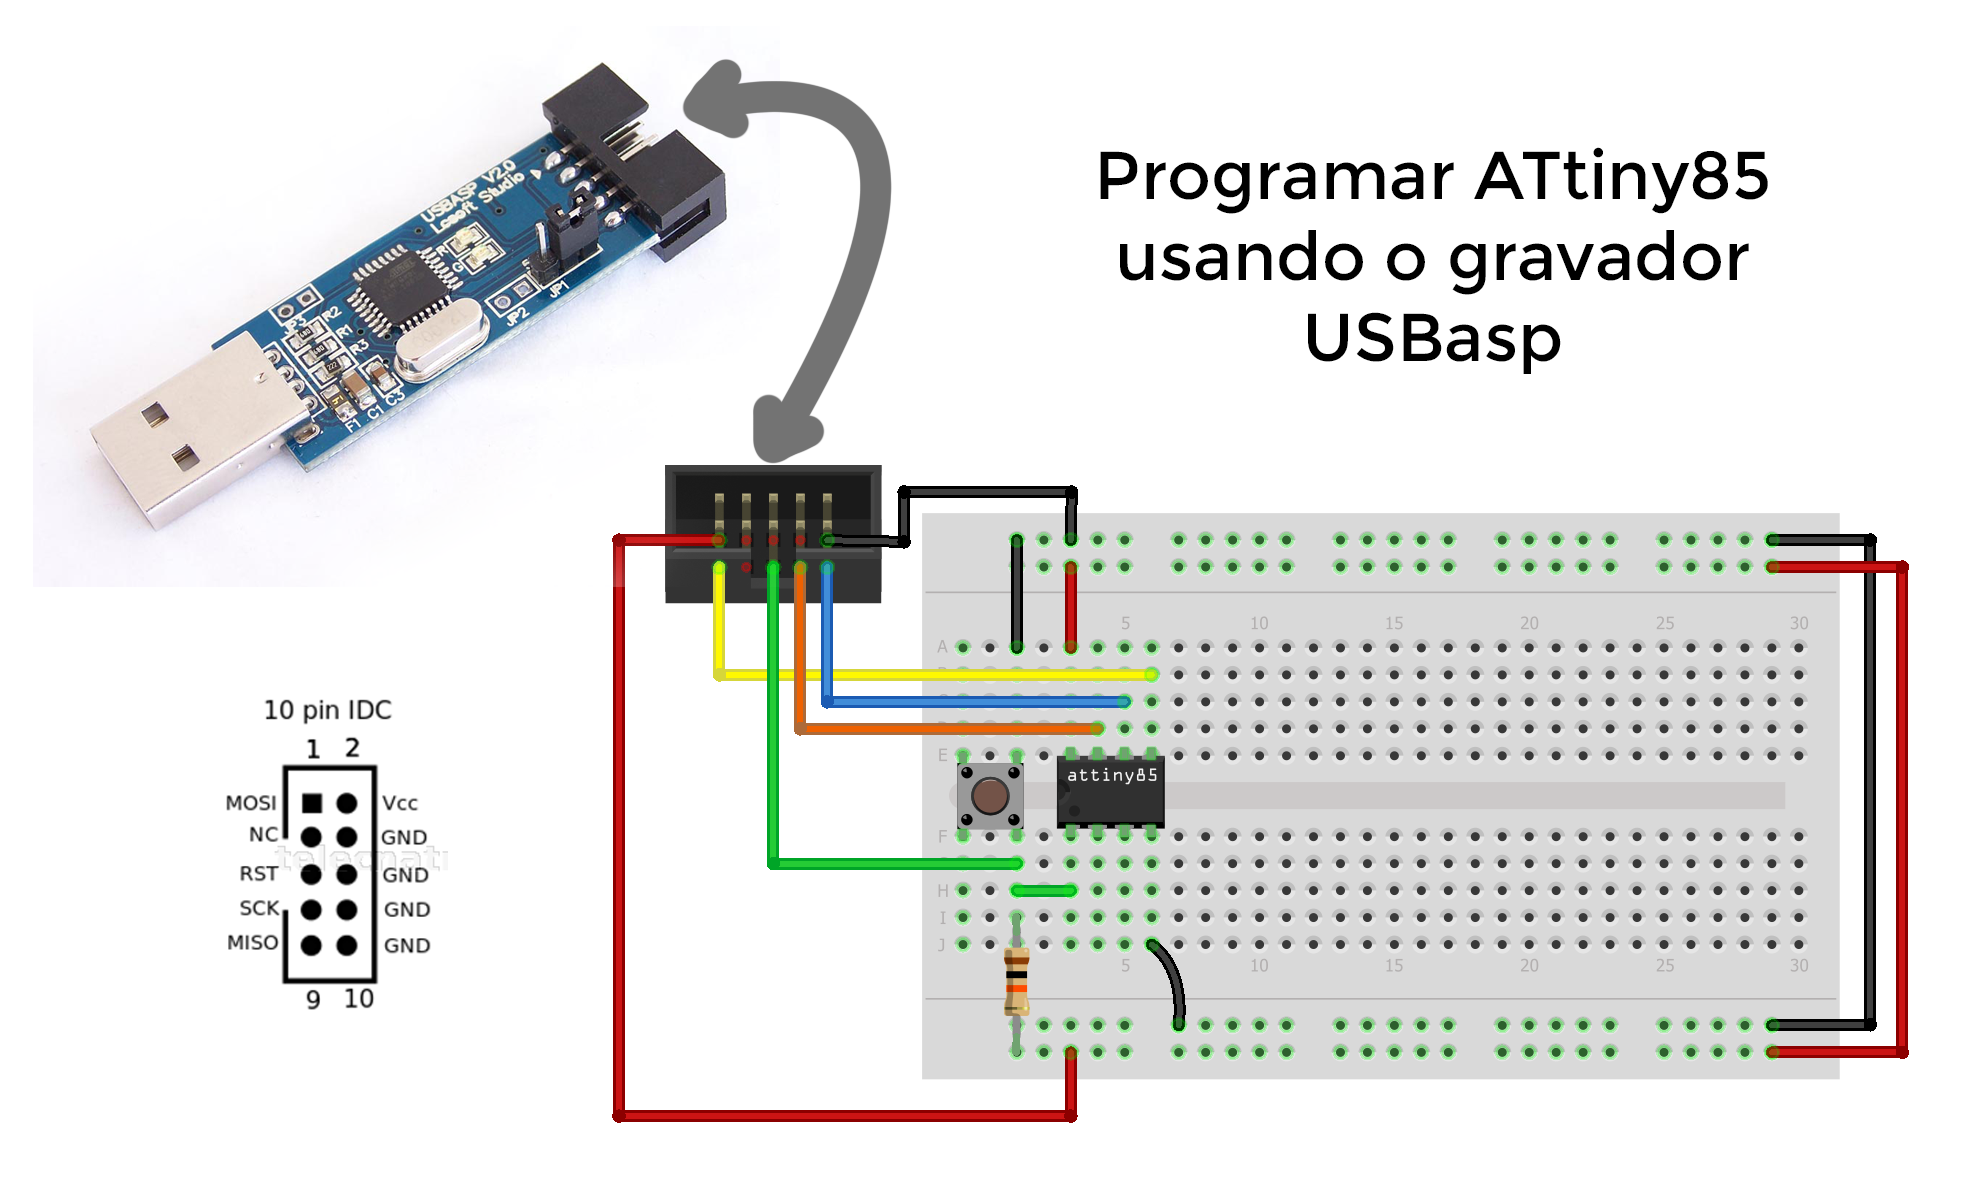 Programar ATtiny85
usando o gravador
USBasp
USBASP V2.0
Lcsoft Studio
R
G
JP1
JP2
JP3
R2
R1
R3
F1
C1
C3
10 pin IDC
1 2
MOSI Vcc
NC GND
RST GND
SCK GND
MISO GND
9 10
5 10 15 20 25 30
A
E
attiny85
F
H
I
J
5 10 15 20 25 30